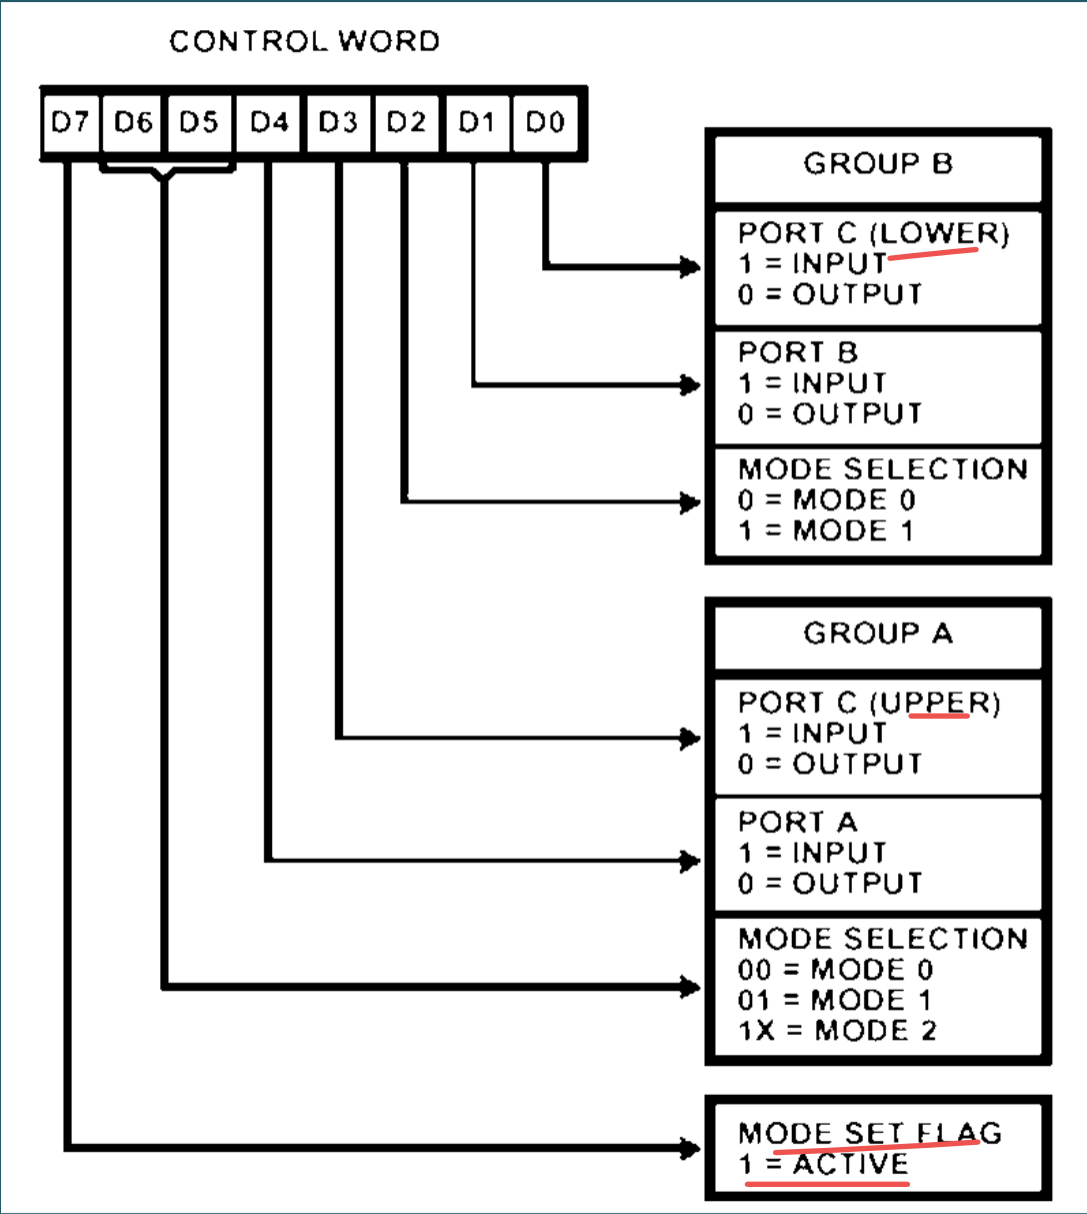 CONTROL WORD
D7 D6 D5 D4 D3 D2 D1 D0
GROUP B
PORT C (LOWER)
1 = INPUT
0 = OUTPUT
PORT B
1 = INPUT
0 = OUTPUT
MODE SELECTION
0 = MODE 0
1 = MODE 1
GROUP A
PORT C (UPPER)
1 = INPUT
0 = OUTPUT
PORT A
1 = INPUT
0 = OUTPUT
MODE SELECTION
00 = MODE 0
01 = MODE 1
1X = MODE 2
MODE SET FLAG
1 = ACTIVE